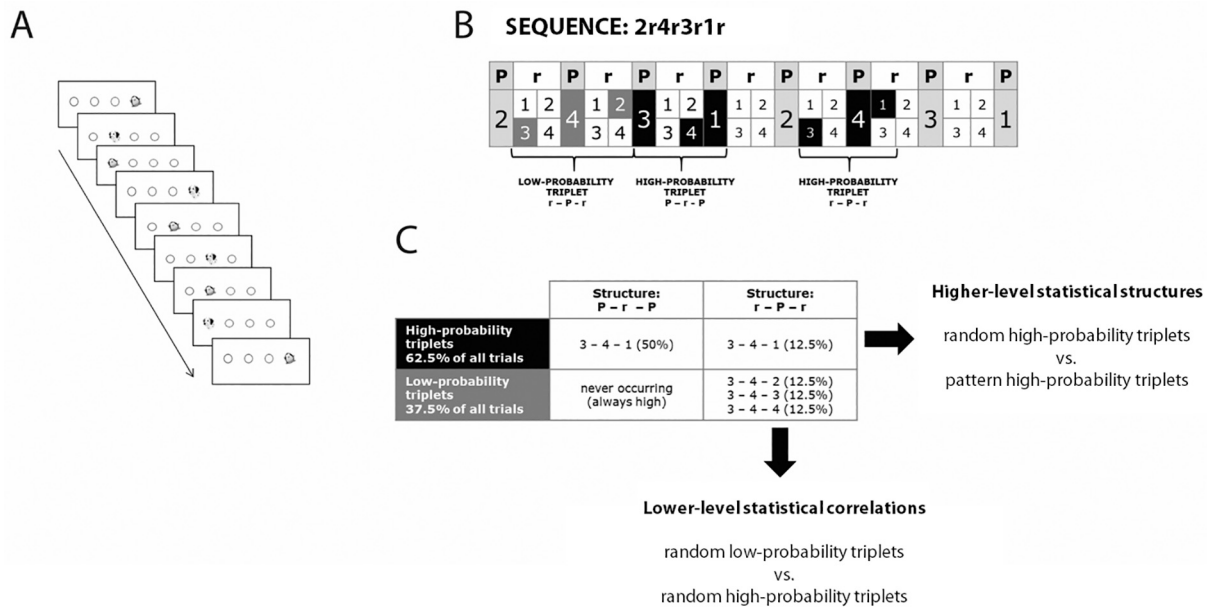 A
B SEQUENCE: 2r4r3r1r
P r P r P r P r P r P r P
2 1 2 4 1 2 3 1 2 1 1 2 2 1 2 4 1 2 3 1 2 1
3 4 3 4 3 4 3 4 3 4 3 4 3 4
LOW-PROBABILITY
TRIPLET
r – P - r
HIGH-PROBABILITY
TRIPLET
P – r - P
HIGH-PROBABILITY
TRIPLET
r – P - r
C
Structure:
P – r – P
Structure:
r – P – r
High-probability
triplets
62.5% of all trials
3 – 4 – 1 (50%)
3 – 4 – 1 (12.5%)
Low-probability
triplets
37.5% of all trials
never occurring
(always high)
3 – 4 – 2 (12.5%)
3 – 4 – 3 (12.5%)
3 – 4 – 4 (12.5%)
Higher-level statistical structures
random high-probability triplets
vs.
pattern high-probability triplets
Lower-level statistical correlations
random low-probability triplets
vs.
random high-probability triplets